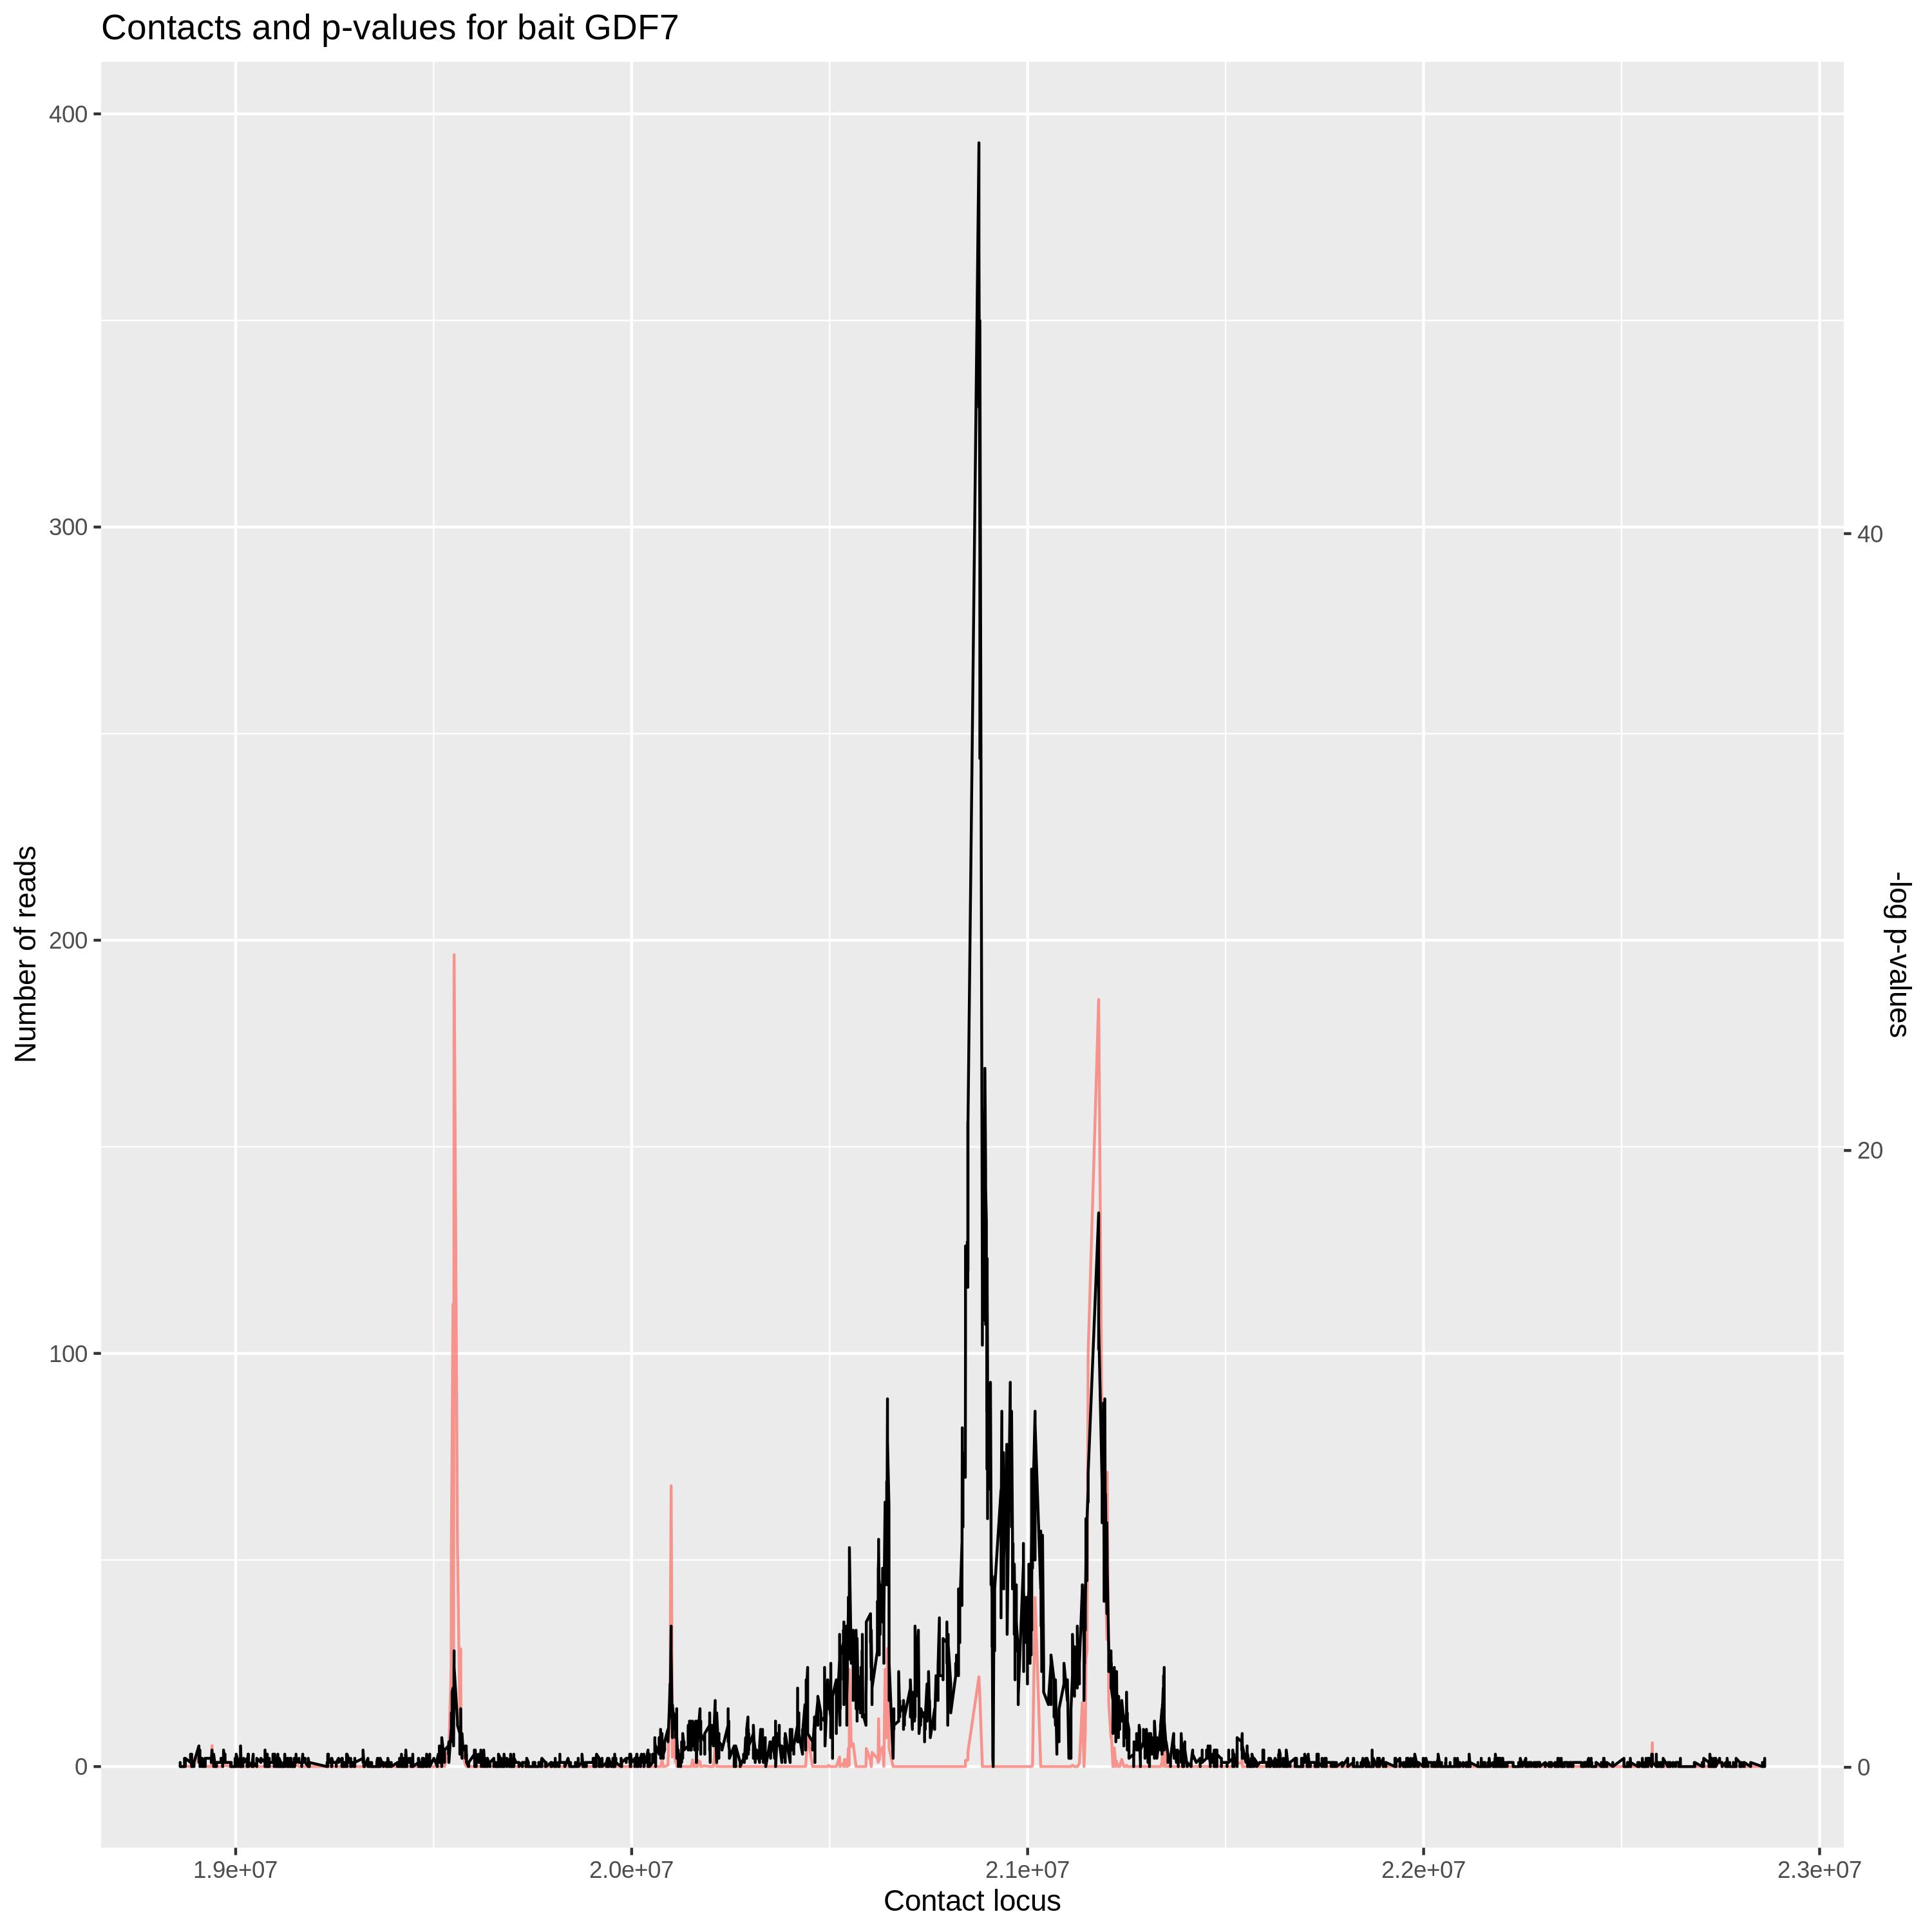 Contacts and p-values for bait GDF7
400
300
200
100
0
Number of reads
40
20
0
-log p-values
1.9e+07
2.0e+07
2.1e+07
2.2e+07
2.3e+07
Contact locus